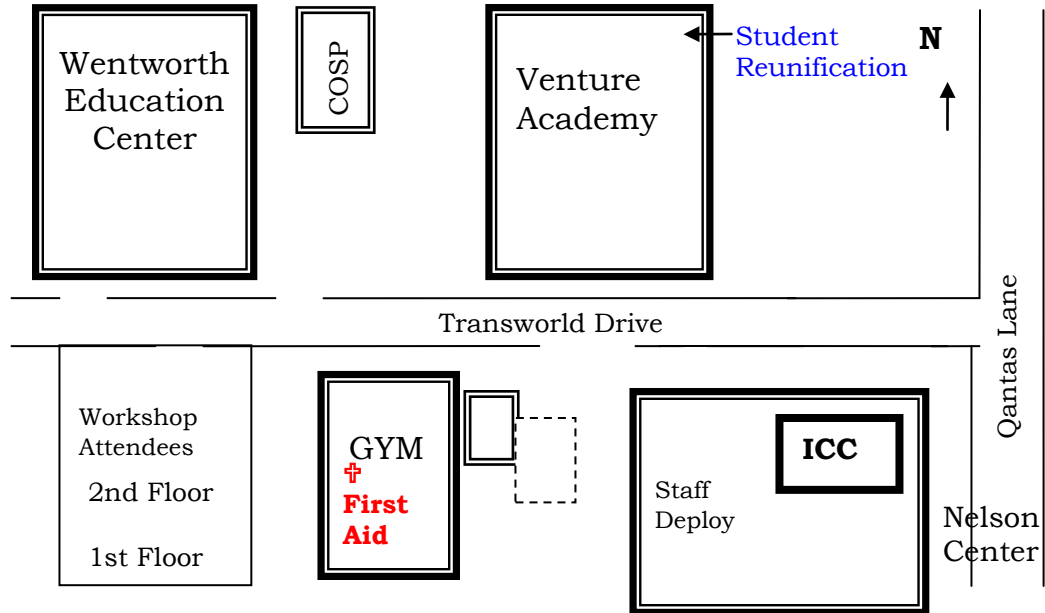 Wentworth
Education
Center
COSP
Venture
Academy
Student
Reunification
N
Transworld Drive
Qantas Lane
Workshop
Attendees
2nd Floor
1st Floor
GYM
First
Aid
Staff
Deploy
ICC
Nelson
Center